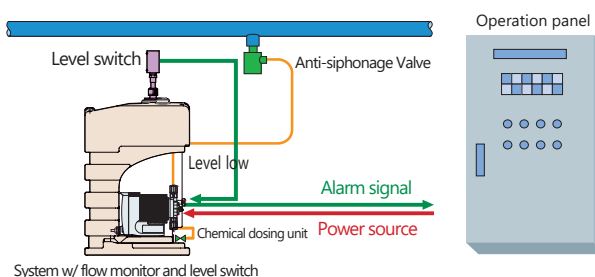 Operation panel
Level switch
Anti-siphonage Valve
Level low
Alarm signal
Chemical dosing unit
Power source
System w/ flow monitor and level switch